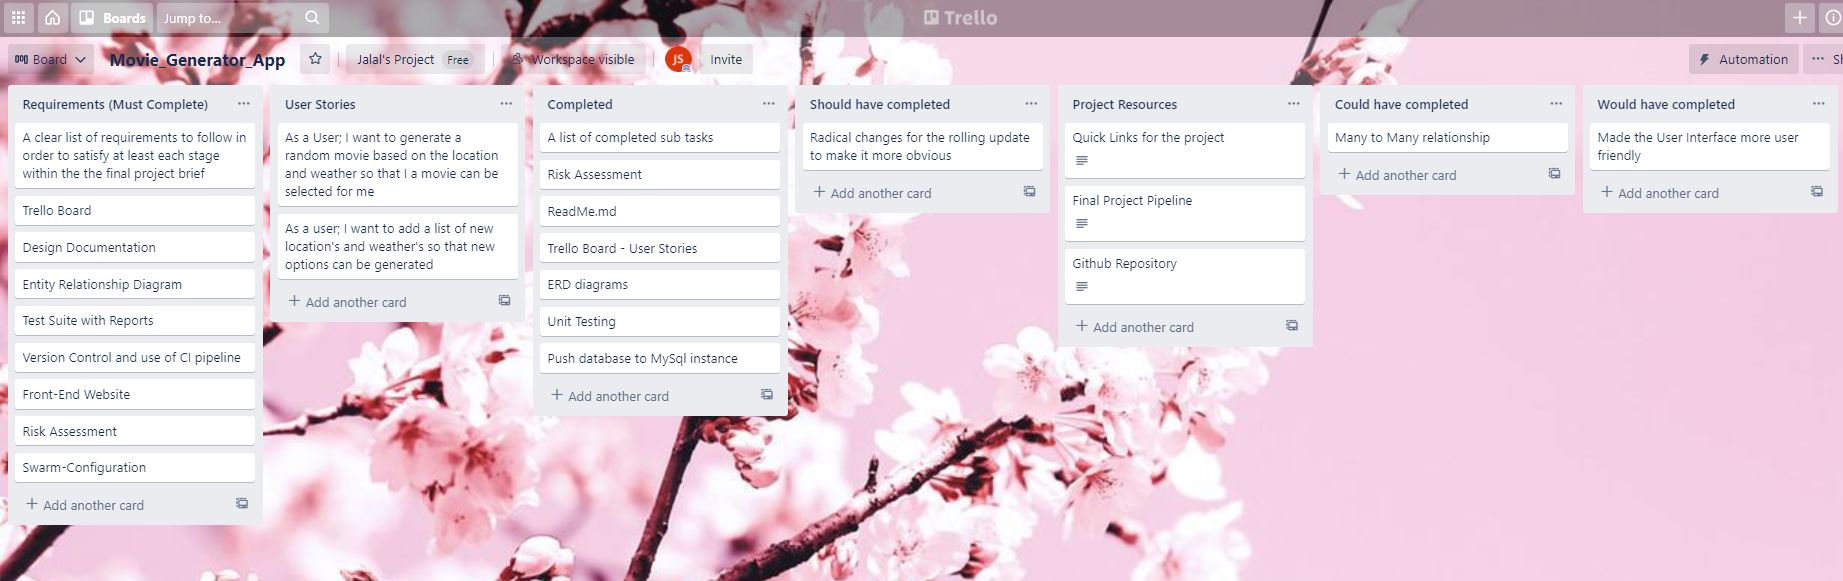 Boards
Jump to...
Trello
Board
Movie_Generator_App
Jalal's Project Free
Workspace visible
JS
Invite
Automation
Sh
Requirements (Must Complete)
A clear list of requirements to follow in
order to satisfy at least each stage
within the the final project brief
Trello Board
Design Documentation
Entity Relationship Diagram
Test Suite with Reports
Version Control and use of CI pipeline
Front-End Website
Risk Assessment
Swarm-Configuration
+ Add another card
User Stories
As a User; I want to generate a
random movie based on the location
and weather so that I a movie can be
selected for me
As a user; I want to add a list of new
location's and weather's so that new
options can be generated
+ Add another card
Completed
A list of completed sub tasks
Risk Assessment
ReadMe.md
Trello Board - User Stories
ERD diagrams
Unit Testing
Push database to MySql instance
+ Add another card
Should have completed
Radical changes for the rolling update
to make it more obvious
+ Add another card
Project Resources
Quick Links for the project
Final Project Pipeline
Github Repository
+ Add another card
Could have completed
Many to Many relationship
+ Add another card
Would have completed
Made the User Interface more user
friendly
+ Add another card